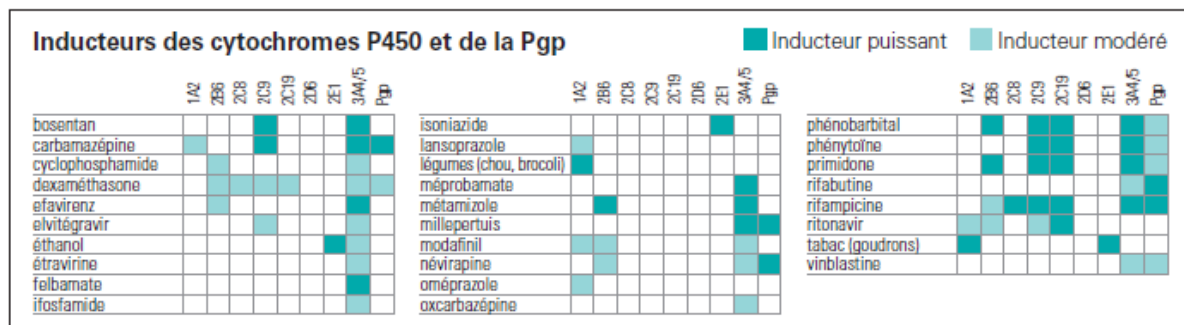 Inducteurs des cytochromes P450 et de la Pgp
Inducteur puissant
Inducteur modéré
1A2 2B6 2C8 2C9 2C19 2D6 2E1 3A4/5 Pgp
bosentan
carbamazépine
cyclophosphamide
dexaméthasone
efavirenz
elvitégravir
éthanol
étravirine
felbamate
ifosfamide
1A2 2B6 2C8 2C9 2C19 2D6 2E1 3A4/5 Pgp
isoniazide
lansoprazole
légumes (chou, brocoli)
méprobamate
métamizole
millepertuis
modafinil
névirapine
oméprazole
oxcarbazépine
1A2 2B6 2C8 2C9 2C19 2D6 2E1 3A4/5 Pgp
phénobarbital
phénytoïne
primidone
rifabutine
rifampicine
ritonavir
tabac (goudrons)
vinblastine